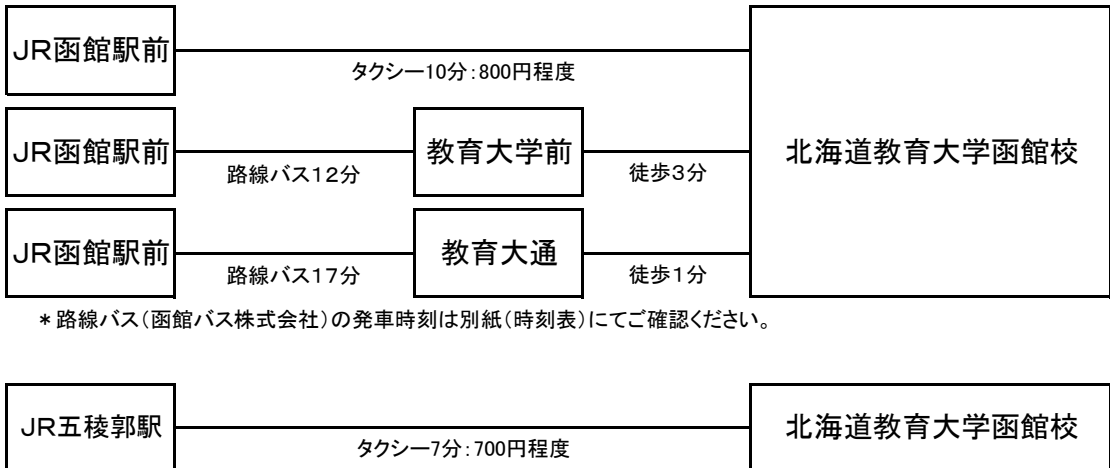 JR函館駅前
タクシー10分：800円程度
JR函館駅前
路線バス12分
教育大学前
徒歩3分
北海道教育大学函館校
JR函館駅前
路線バス17分
教育大通
徒歩1分
＊路線バス（函館バス株式会社）の発車時刻は別紙（時刻表）にてご確認ください。
JR五稜郭駅
タクシー7分：700円程度
北海道教育大学函館校